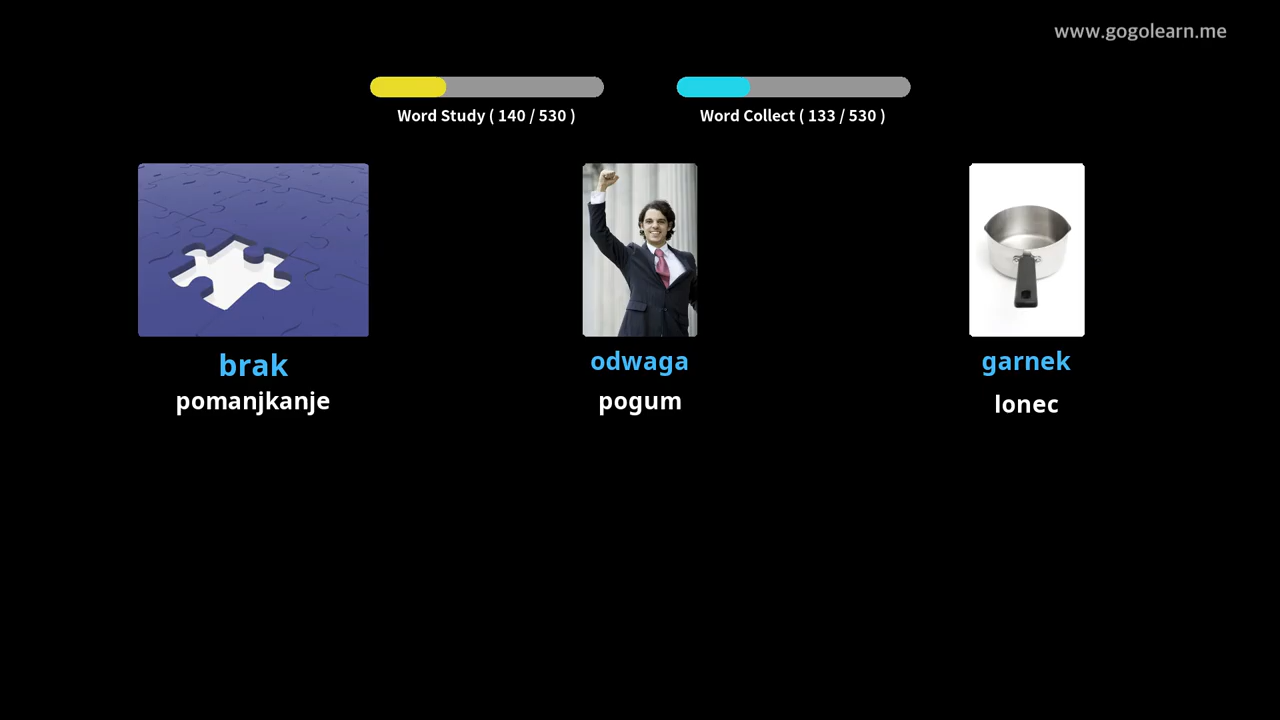 www.gogolearn.me
Word Study ( 140 / 530 )
Word Collect ( 133 / 530 )
brak
odwaga
garnek
pomanjkanje
pogum
lonec